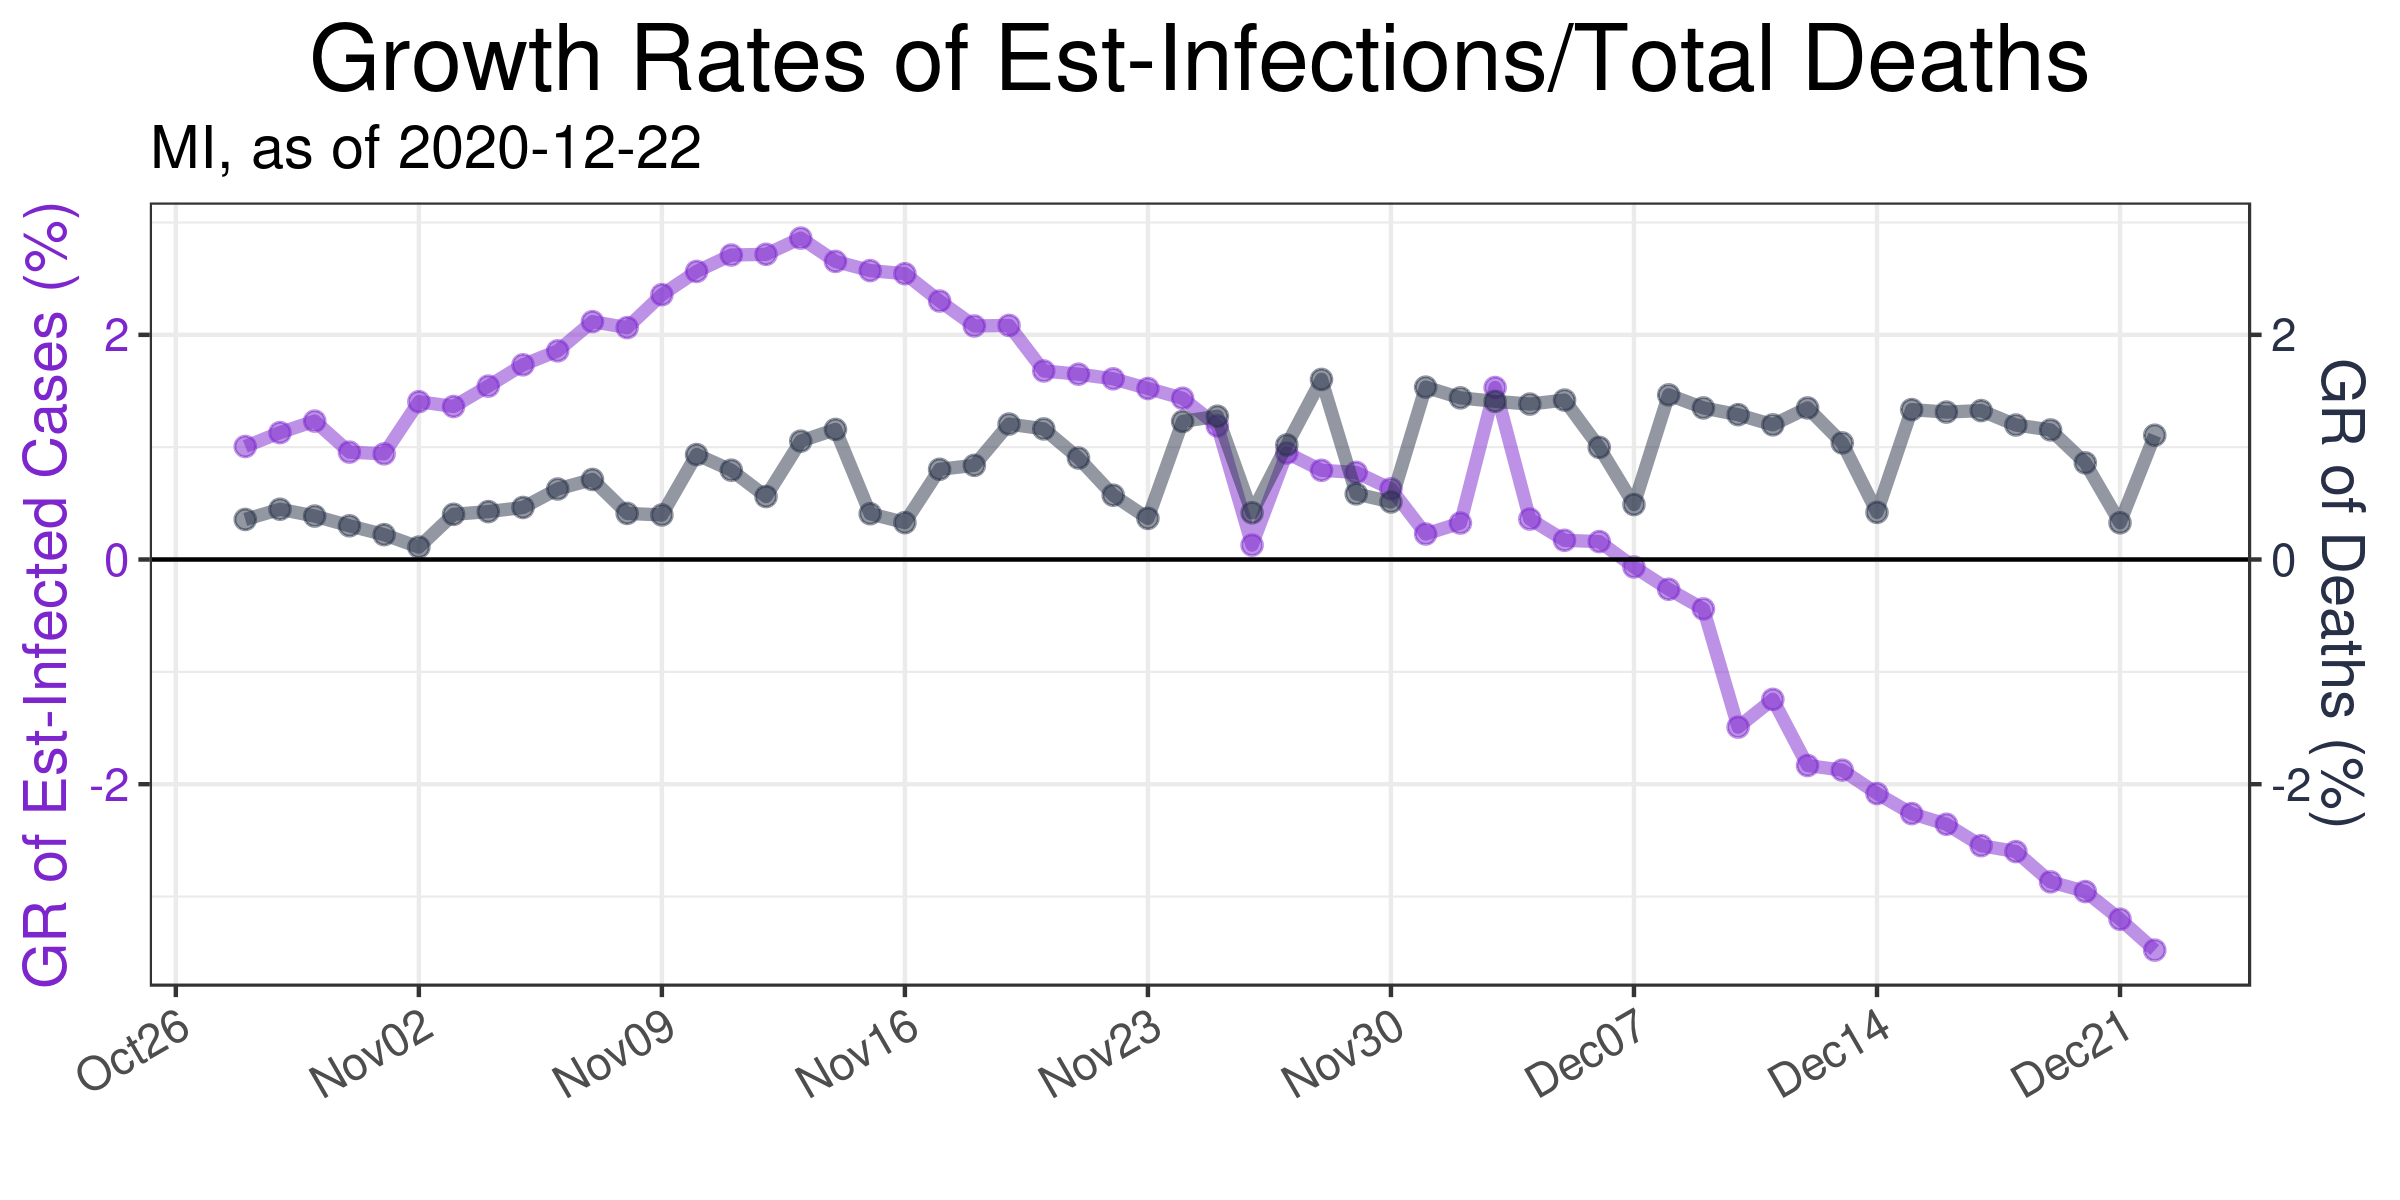 Growth Rates of Est-Infections/Total Deaths
MI, as of 2020-12-22
GR of Est-Infected Cases (%)
2
0
-2
2
0
-2
GR of Deaths (%)
Oct26
Nov02
Nov09
Nov16
Nov23
Nov30
Dec07
Dec14
Dec21